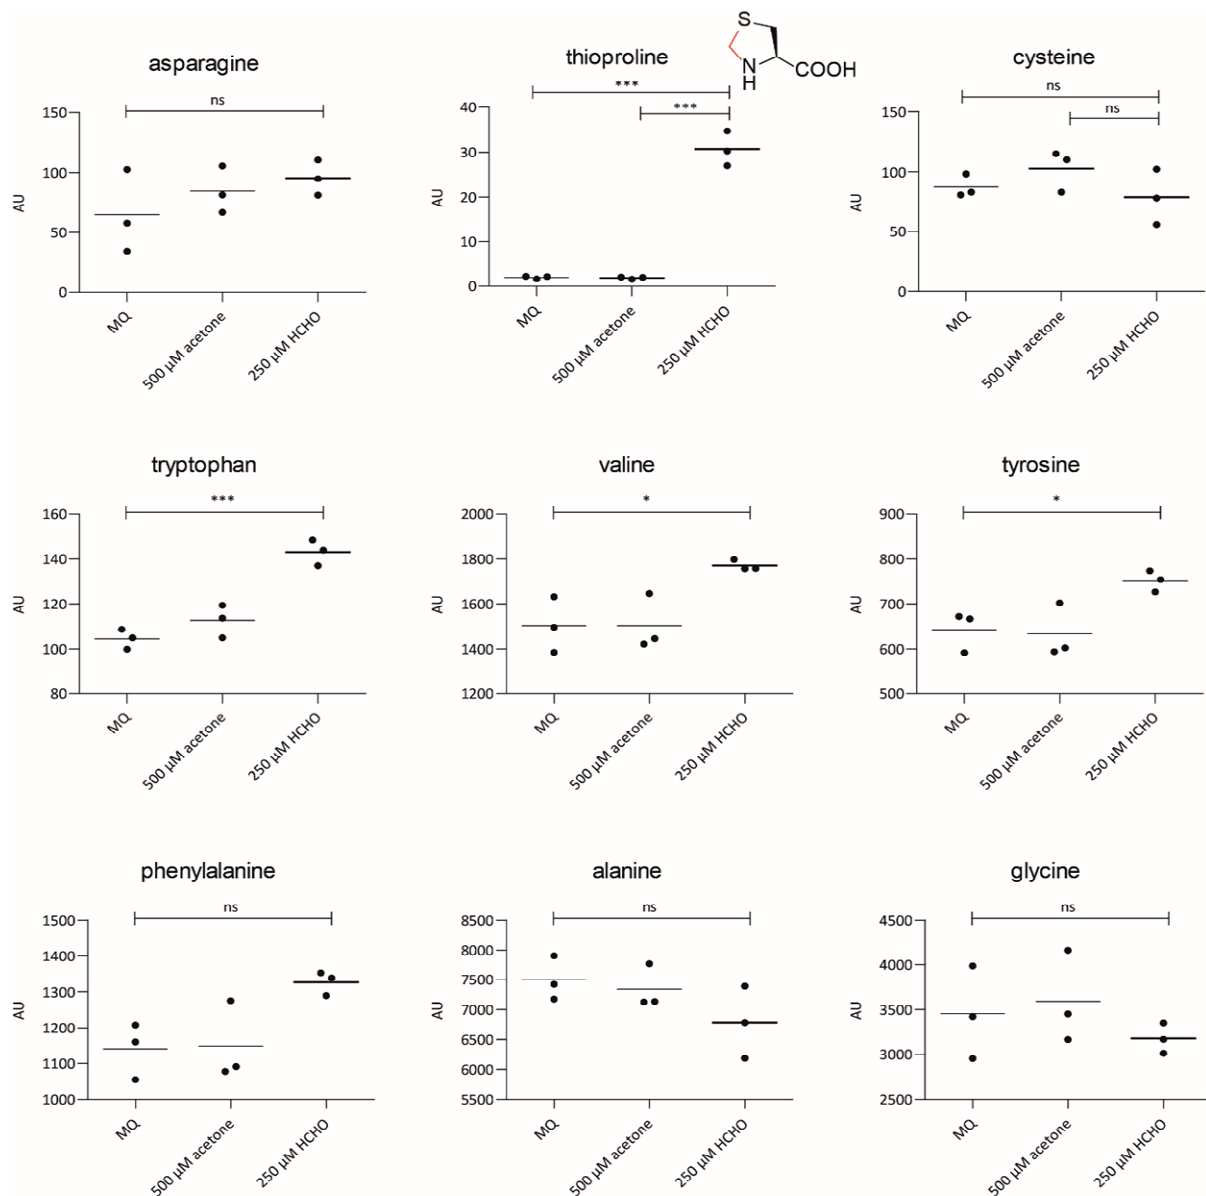 asparagine
ns
150
100
50
0
AU
MQ
500 µM acetone
250 µM HCHO
thioproline
S
N
H
COOH
***
***
40
30
20
10
0
AU
MQ
500 µM acetone
250 µM HCHO
cysteine
ns
ns
150
100
50
0
AU
MQ
500 µM acetone
250 µM HCHO
tryptophan
***
160
140
120
100
80
AU
MQ
500 µM acetone
250 µM HCHO
valine
*
2000
1800
1600
1400
1200
AU
MQ
500 µM acetone
250 µM HCHO
tyrosine
*
900
800
700
600
500
AU
MQ
500 µM acetone
250 µM HCHO
phenylalanine
ns
1500
1400
1300
1200
1100
1000
AU
MQ
500 µM acetone
250 µM HCHO
alanine
ns
8500
8000
7500
7000
6500
6000
5500
AU
MQ
500 µM acetone
250 µM HCHO
glycine
ns
4500
4000
3500
3000
2500
AU
MQ
500 µM acetone
250 µM HCHO